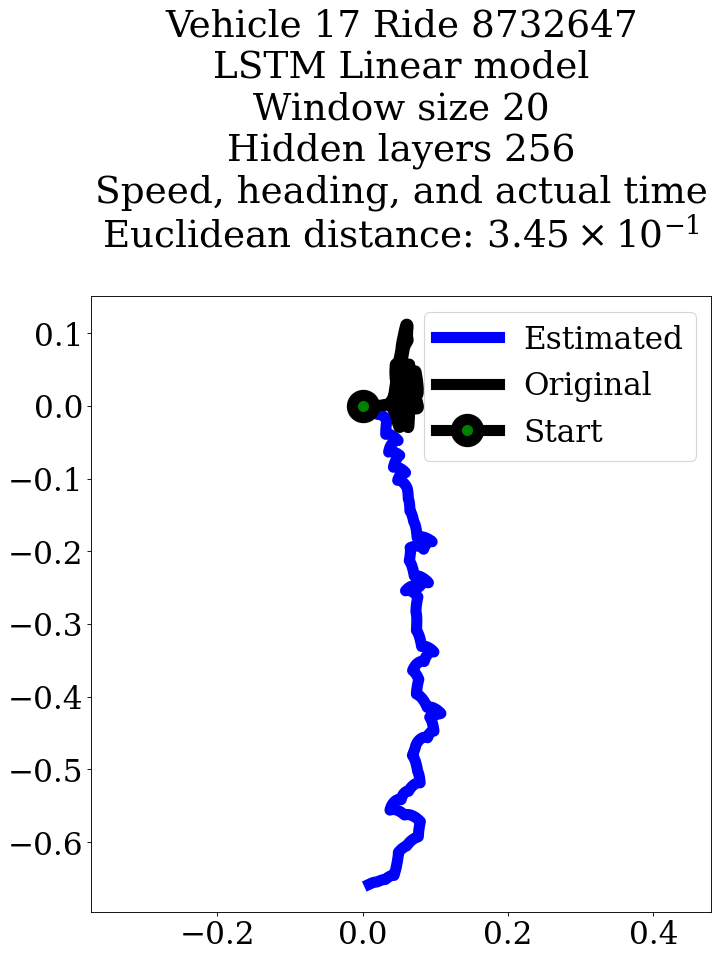 Vehicle 17 Ride 8732647
LSTM Linear model
Window size 20
Hidden layers 256
Speed, heading, and actual time
Euclidean distance: 3.45 × 10⁻¹
Estimated
Original
Start
0.1
0.0
−0.1
−0.2
−0.3
−0.4
−0.5
−0.6
−0.2 0.0 0.2 0.4